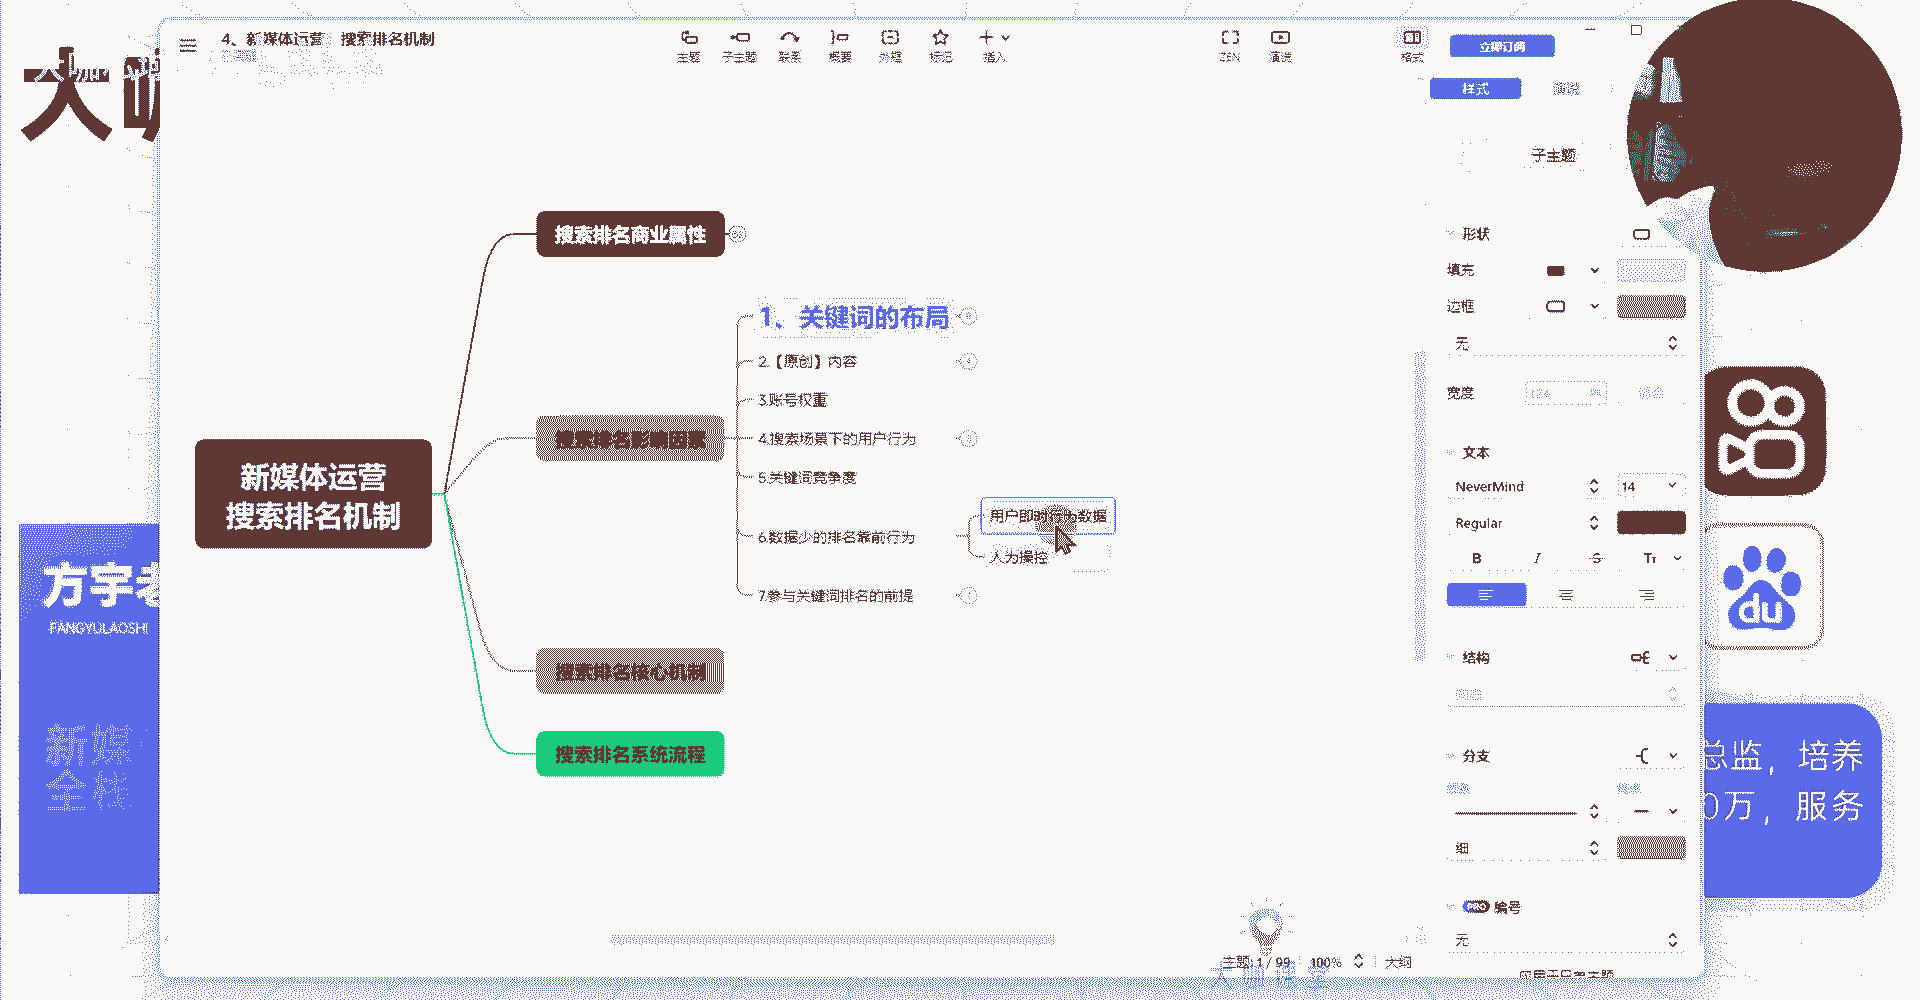 4、新媒体运营 搜索排名机制
主题
子主题
联系
概要
外框
标记
插入
ZEN
演说
格式
立即订阅
样式
演说
子主题
搜索排名商业属性
形状
填充
边框
无
1、关键词的布局
2.【原创】内容
3.账号权重
4.搜索场景下的用户行为
5.关键词竞争度
6.数据少的排名靠前行为
用户即时行为数据
人为操控
7.参与关键词排名的前提
搜索排名影响因素
新媒体运营
搜索排名机制
搜索排名核心机制
搜索排名系统流程
宽度
文本
NeverMind
14
Regular
B
I
S
Tт
结构
分支
细
PRO 编号
无
主题: 1 / 99
100%
大纲
方宇老
FANGYULAOSHI
新媒
全栈
du
总监，培养
0万，服务